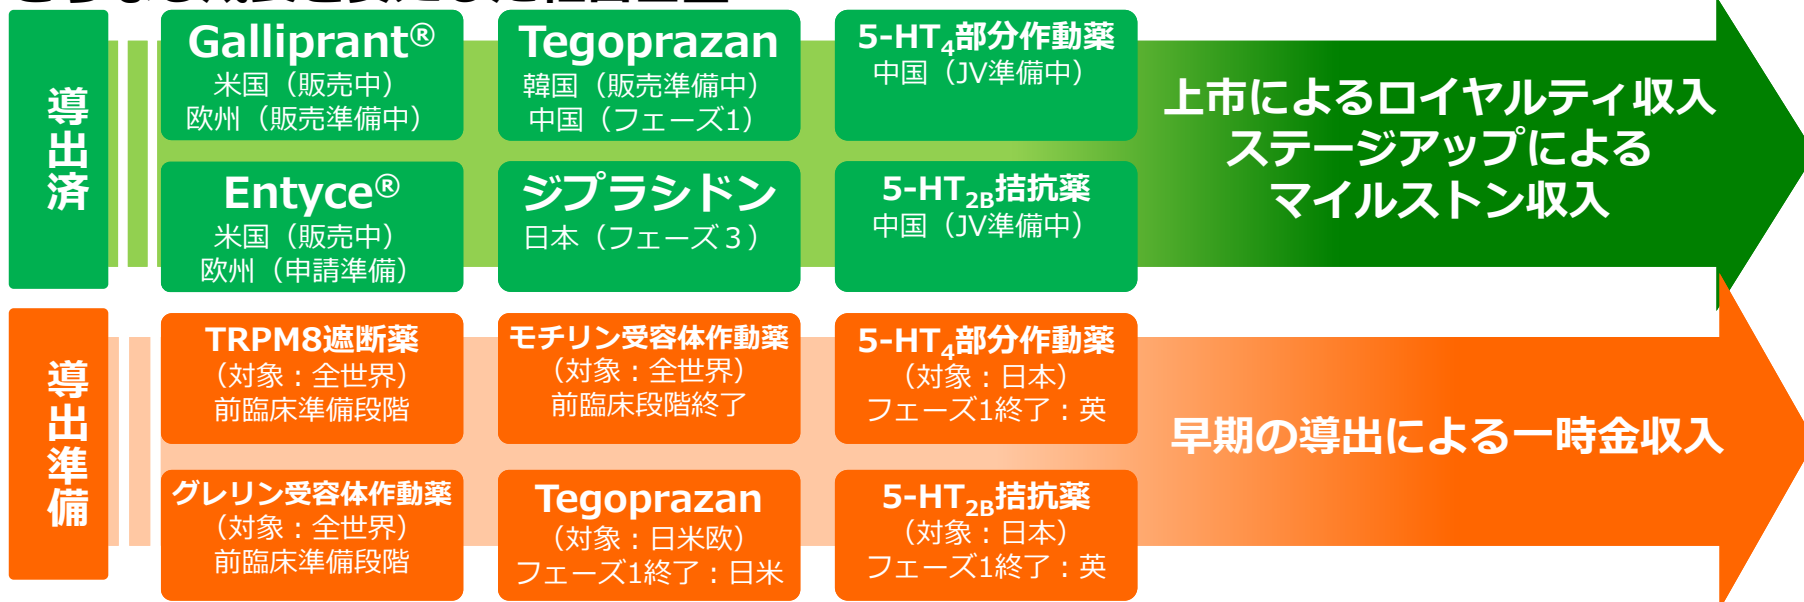 導出済
Galliprant®
米国（販売中）
欧州（販売準備中）
Tegoprazan
韓国（販売準備中）
中国（フェーズ1）
5-HT4部分作動薬
中国（JV準備中）
Entyce®
米国（販売中）
欧州（申請準備）
ジプラシドン
日本（フェーズ３）
5-HT2B拮抗薬
中国（JV準備中）
上市によるロイヤルティ収入
ステージアップによる
マイルストン収入
導出準備
TRPM8遮断薬
（対象：全世界）
前臨床準備段階
モチリン受容体作動薬
（対象：全世界）
前臨床段階終了
5-HT4部分作動薬
（対象：日本）
フェーズ1終了：英
グレリン受容体作動薬
（対象：全世界）
前臨床準備段階
Tegoprazan
（対象：日米欧）
フェーズ1終了：日米
5-HT2B拮抗薬
（対象：日本）
フェーズ1終了：英
早期の導出による一時金収入